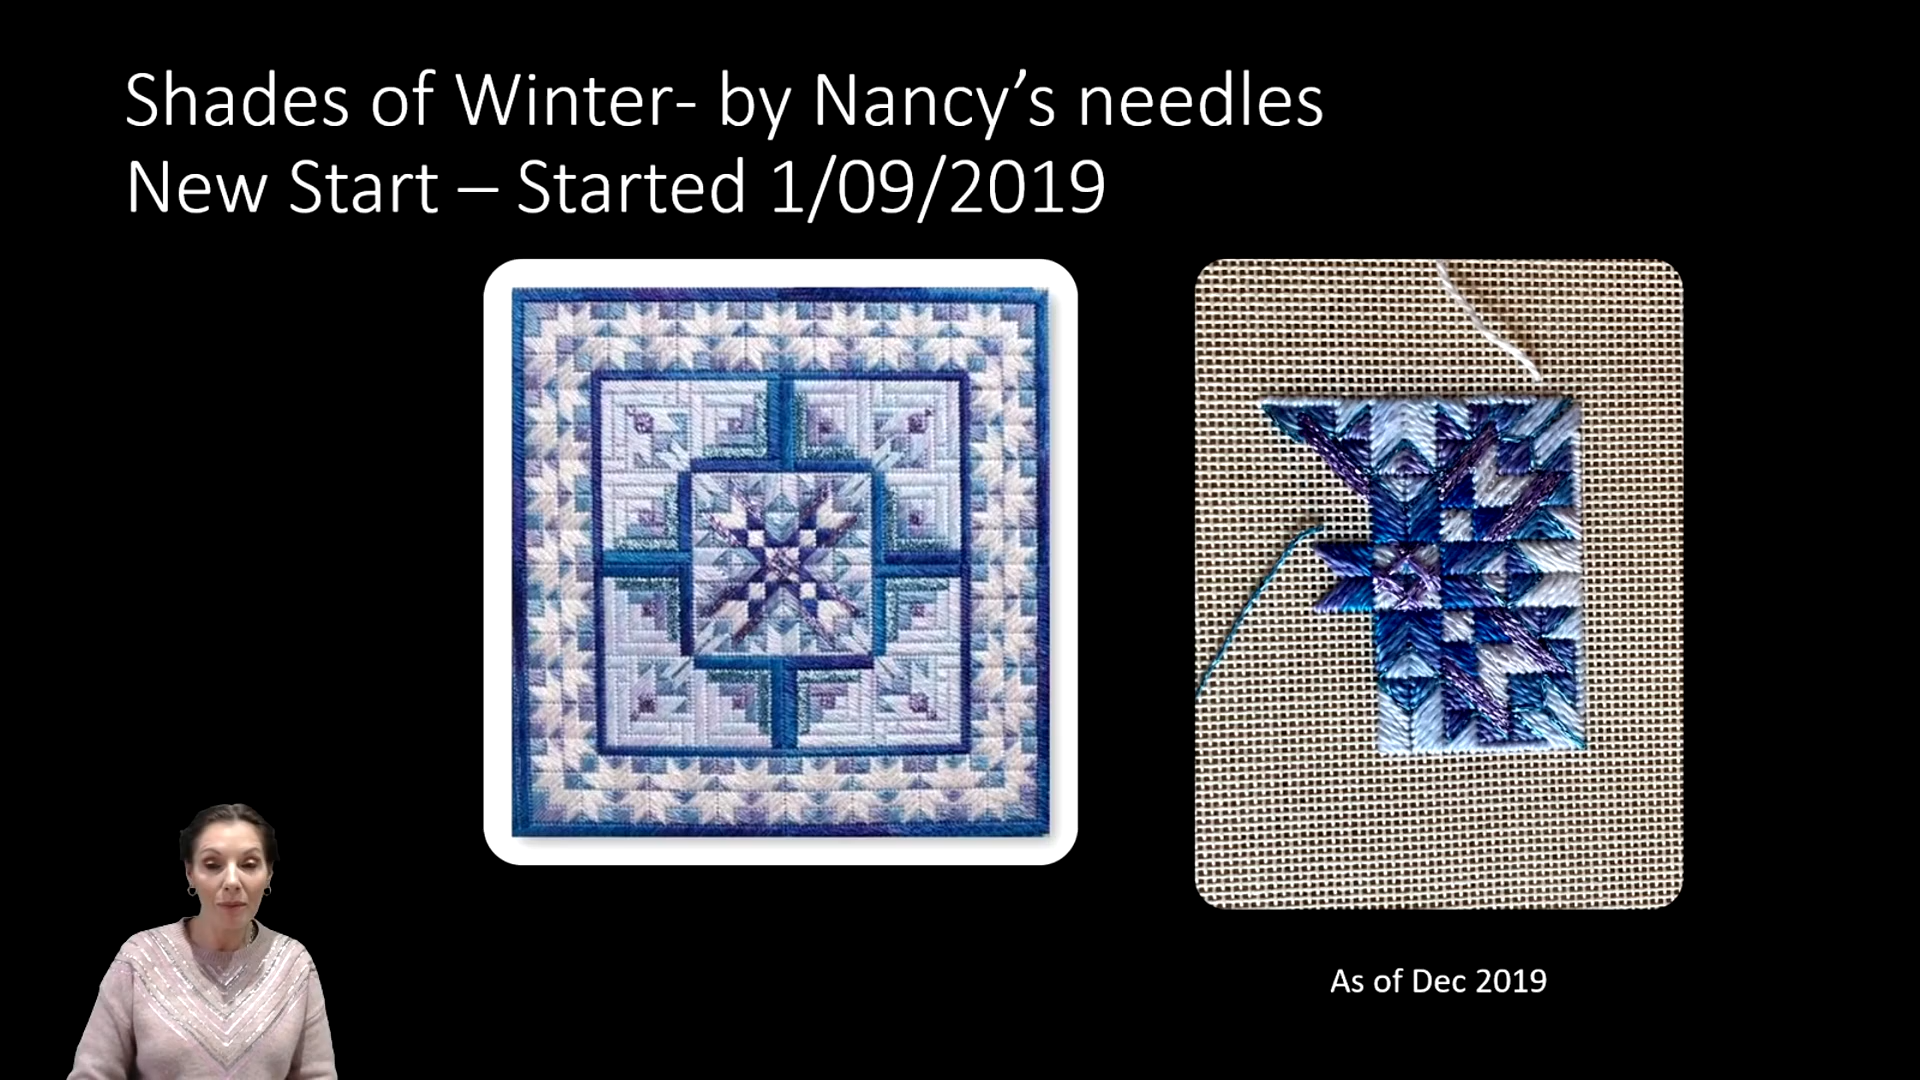 Shades of Winter- by Nancy’s needles
New Start – Started 1/09/2019
As of Dec 2019